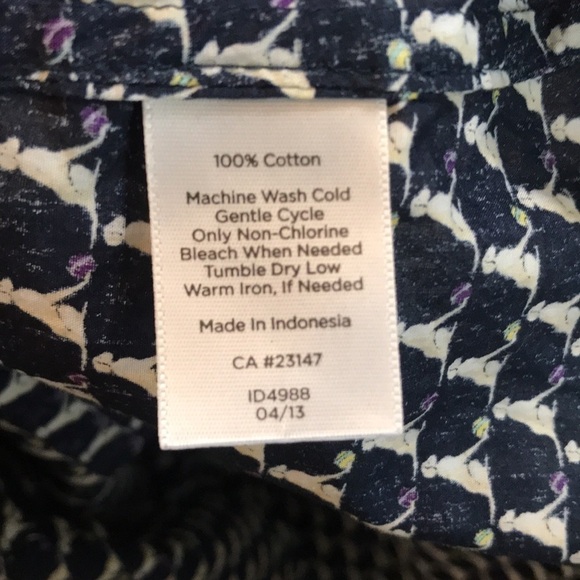 100% Cotton
Machine Wash Cold
Gentle Cycle
Only Non-Chlorine
Bleach When Needed
Tumble Dry Low
Warm Iron, If Needed
Made In Indonesia
CA #23147
ID4988
04/13